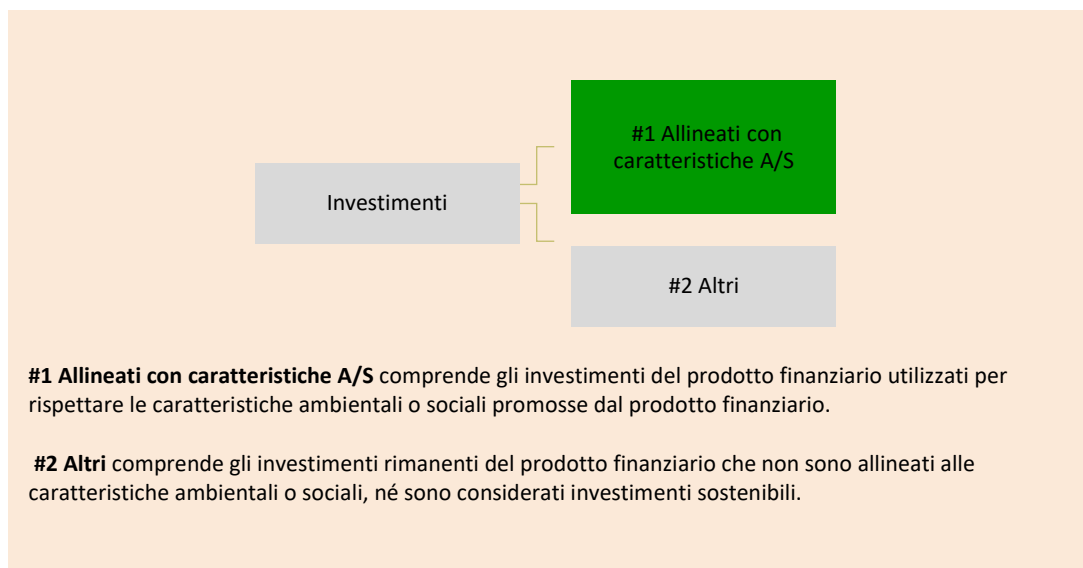 #1 Allineati con
caratteristiche A/S
Investimenti
#2 Altri
#1 Allineati con caratteristiche A/S comprende gli investimenti del prodotto finanziario utilizzati per
rispettare le caratteristiche ambientali o sociali promosse dal prodotto finanziario.
#2 Altri comprende gli investimenti rimanenti del prodotto finanziario che non sono allineati alle
caratteristiche ambientali o sociali, né sono considerati investimenti sostenibili.